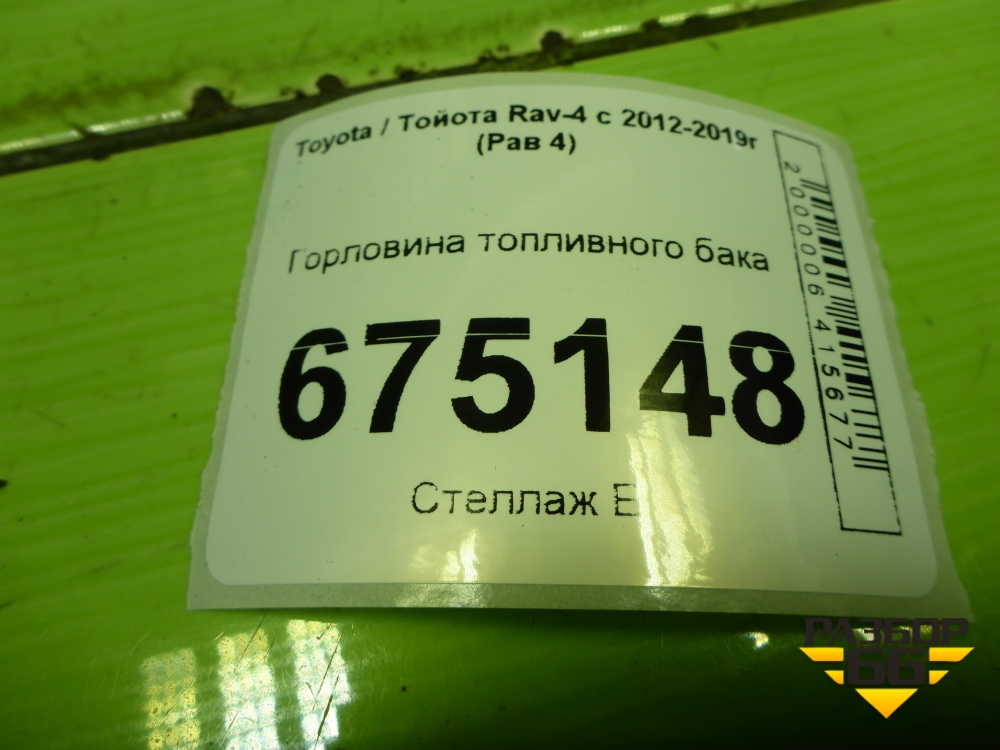 Toyota / Тойота Rav-4 с 2012-2019г
(Рав 4)
Горловина топливного бака
675148
Стеллаж
2000006415677
РАЗБОР
66